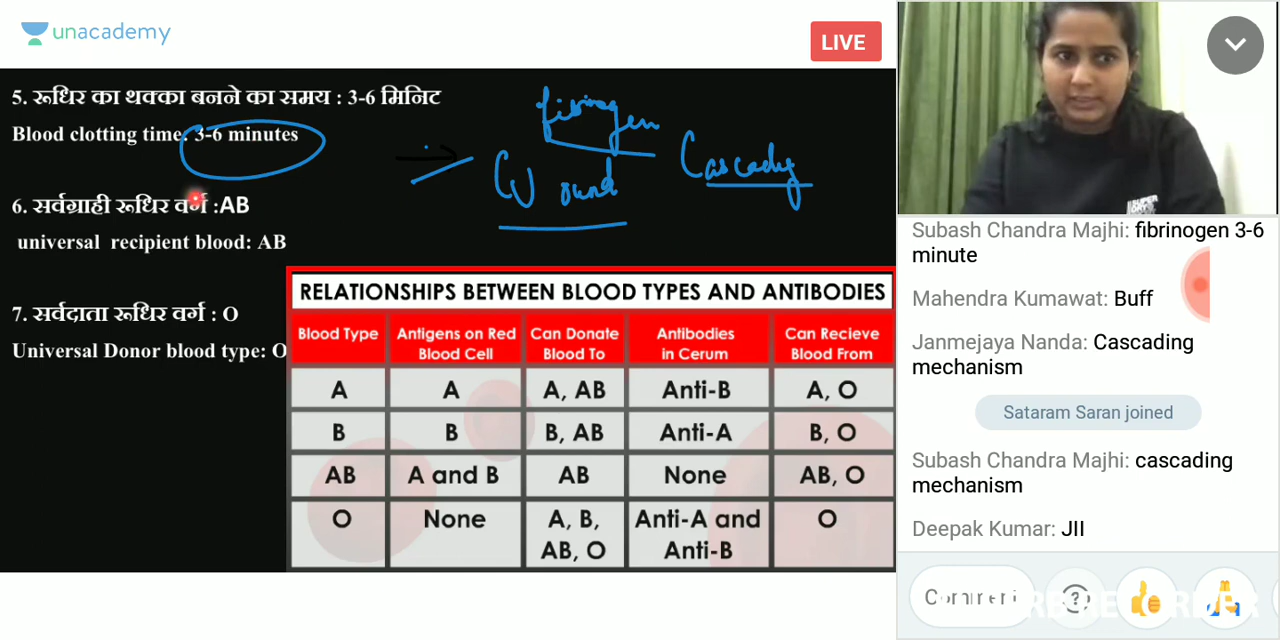 unacademy
LIVE
5. रूधिर का थक्का बनने का समय : 3-6 मिनिट
Blood clotting time: 3-6 minutes
fibrinogen
Cascady
Wound
6. सर्वग्राही रूधिर वर्ग :AB
universal recipient blood: AB
7. सर्वदाता रूधिर वर्ग : O
Universal Donor blood type: O
RELATIONSHIPS BETWEEN BLOOD TYPES AND ANTIBODIES
Blood Type Antigens on Red Blood Cell Can Donate Blood To Antibodies in Cerum Can Recieve Blood From
A A A, AB Anti-B A, O
B B B, AB Anti-A B, O
AB A and B AB None AB, O
O None A, B, AB, O Anti-A and Anti-B O
Subash Chandra Majhi: fibrinogen 3-6
minute
Mahendra Kumawat: Buff
Janmejaya Nanda: Cascading
mechanism
Sataram Saran joined
Subash Chandra Majhi: cascading
mechanism
Deepak Kumar: JII